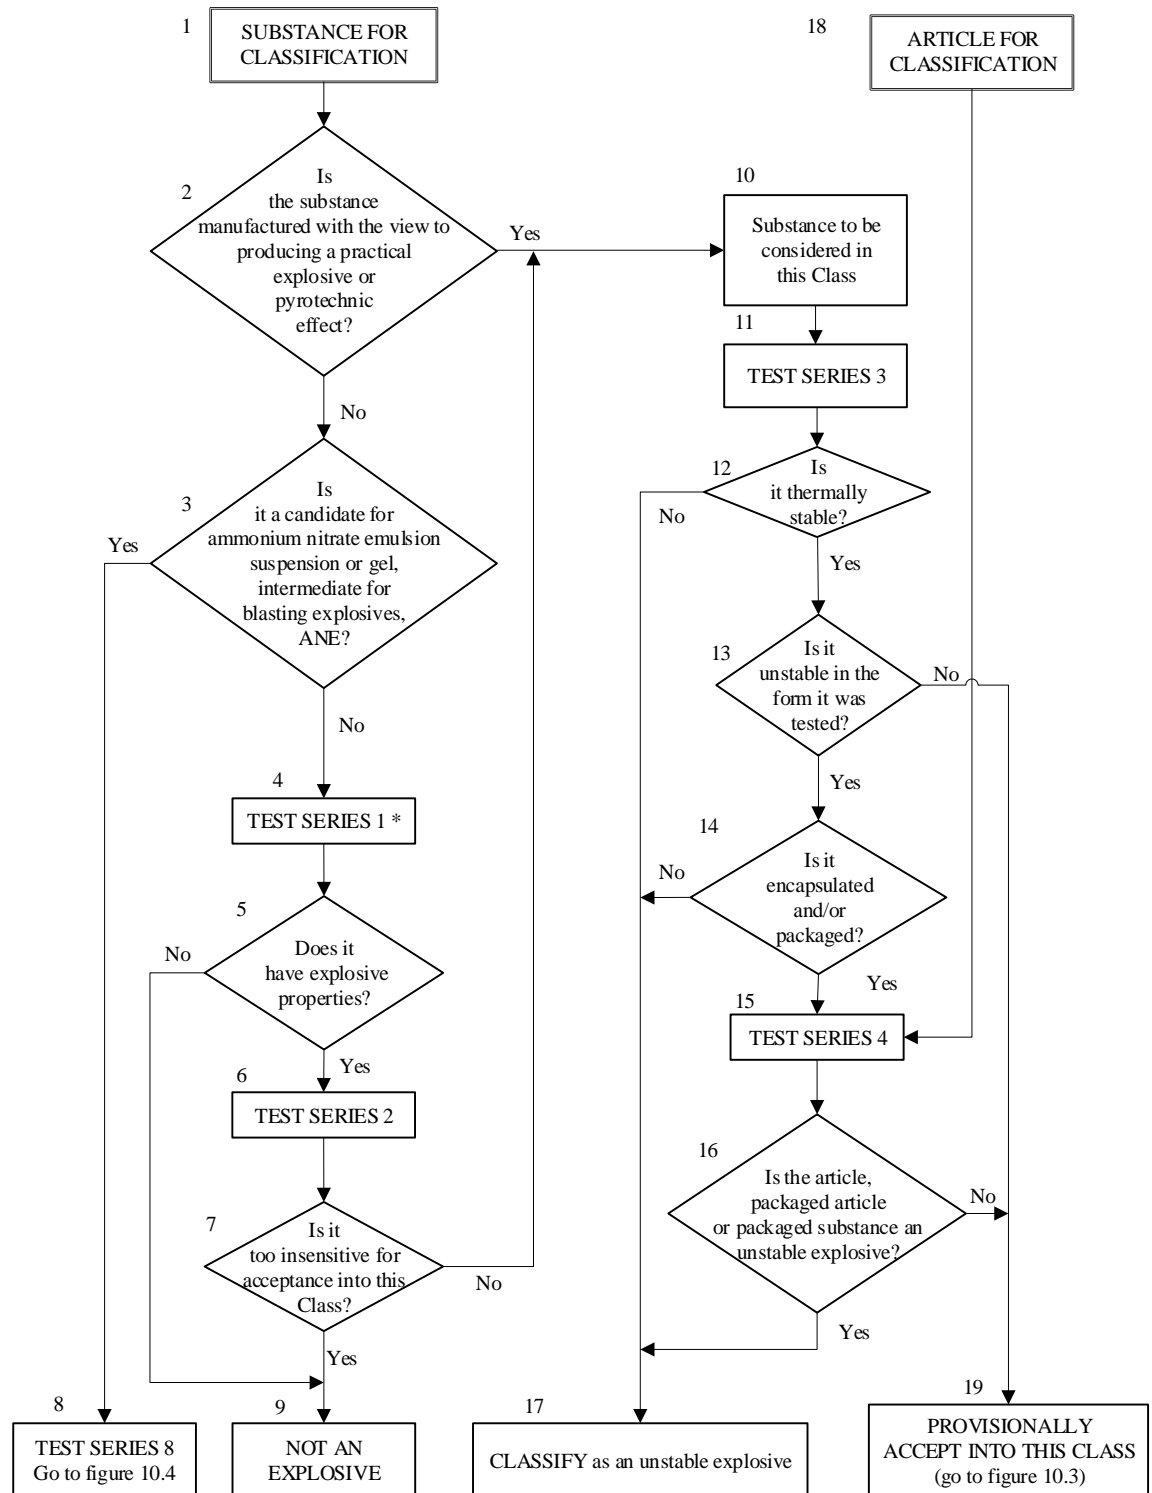 1
SUBSTANCE FOR
CLASSIFICATION
2
Is
the substance
manufactured with the view to
producing a practical
explosive or
pyrotechnic
effect?
Yes
No
3
Is
it a candidate for
ammonium nitrate emulsion
suspension or gel,
intermediate for
blasting explosives,
ANE?
Yes
No
4
TEST SERIES 1 *
5
Does it
have explosive
properties?
No
Yes
6
TEST SERIES 2
7
Is it
too insensitive for
acceptance into this
Class?
No
Yes
8
TEST SERIES 8
Go to figure 10.4
9
NOT AN
EXPLOSIVE
10
Substance to be
considered in
this Class
11
TEST SERIES 3
12
Is
it thermally
stable?
No
Yes
13
Is it
unstable in the
form it was
tested?
No
Yes
14
Is it
encapsulated
and/or
packaged?
No
Yes
15
TEST SERIES 4
16
Is the article,
packaged article
or packaged substance an
unstable explosive?
No
Yes
17
CLASSIFY as an unstable explosive
18
ARTICLE FOR
CLASSIFICATION
19
PROVISIONALLY
ACCEPT INTO THIS CLASS
(go to figure 10.3)